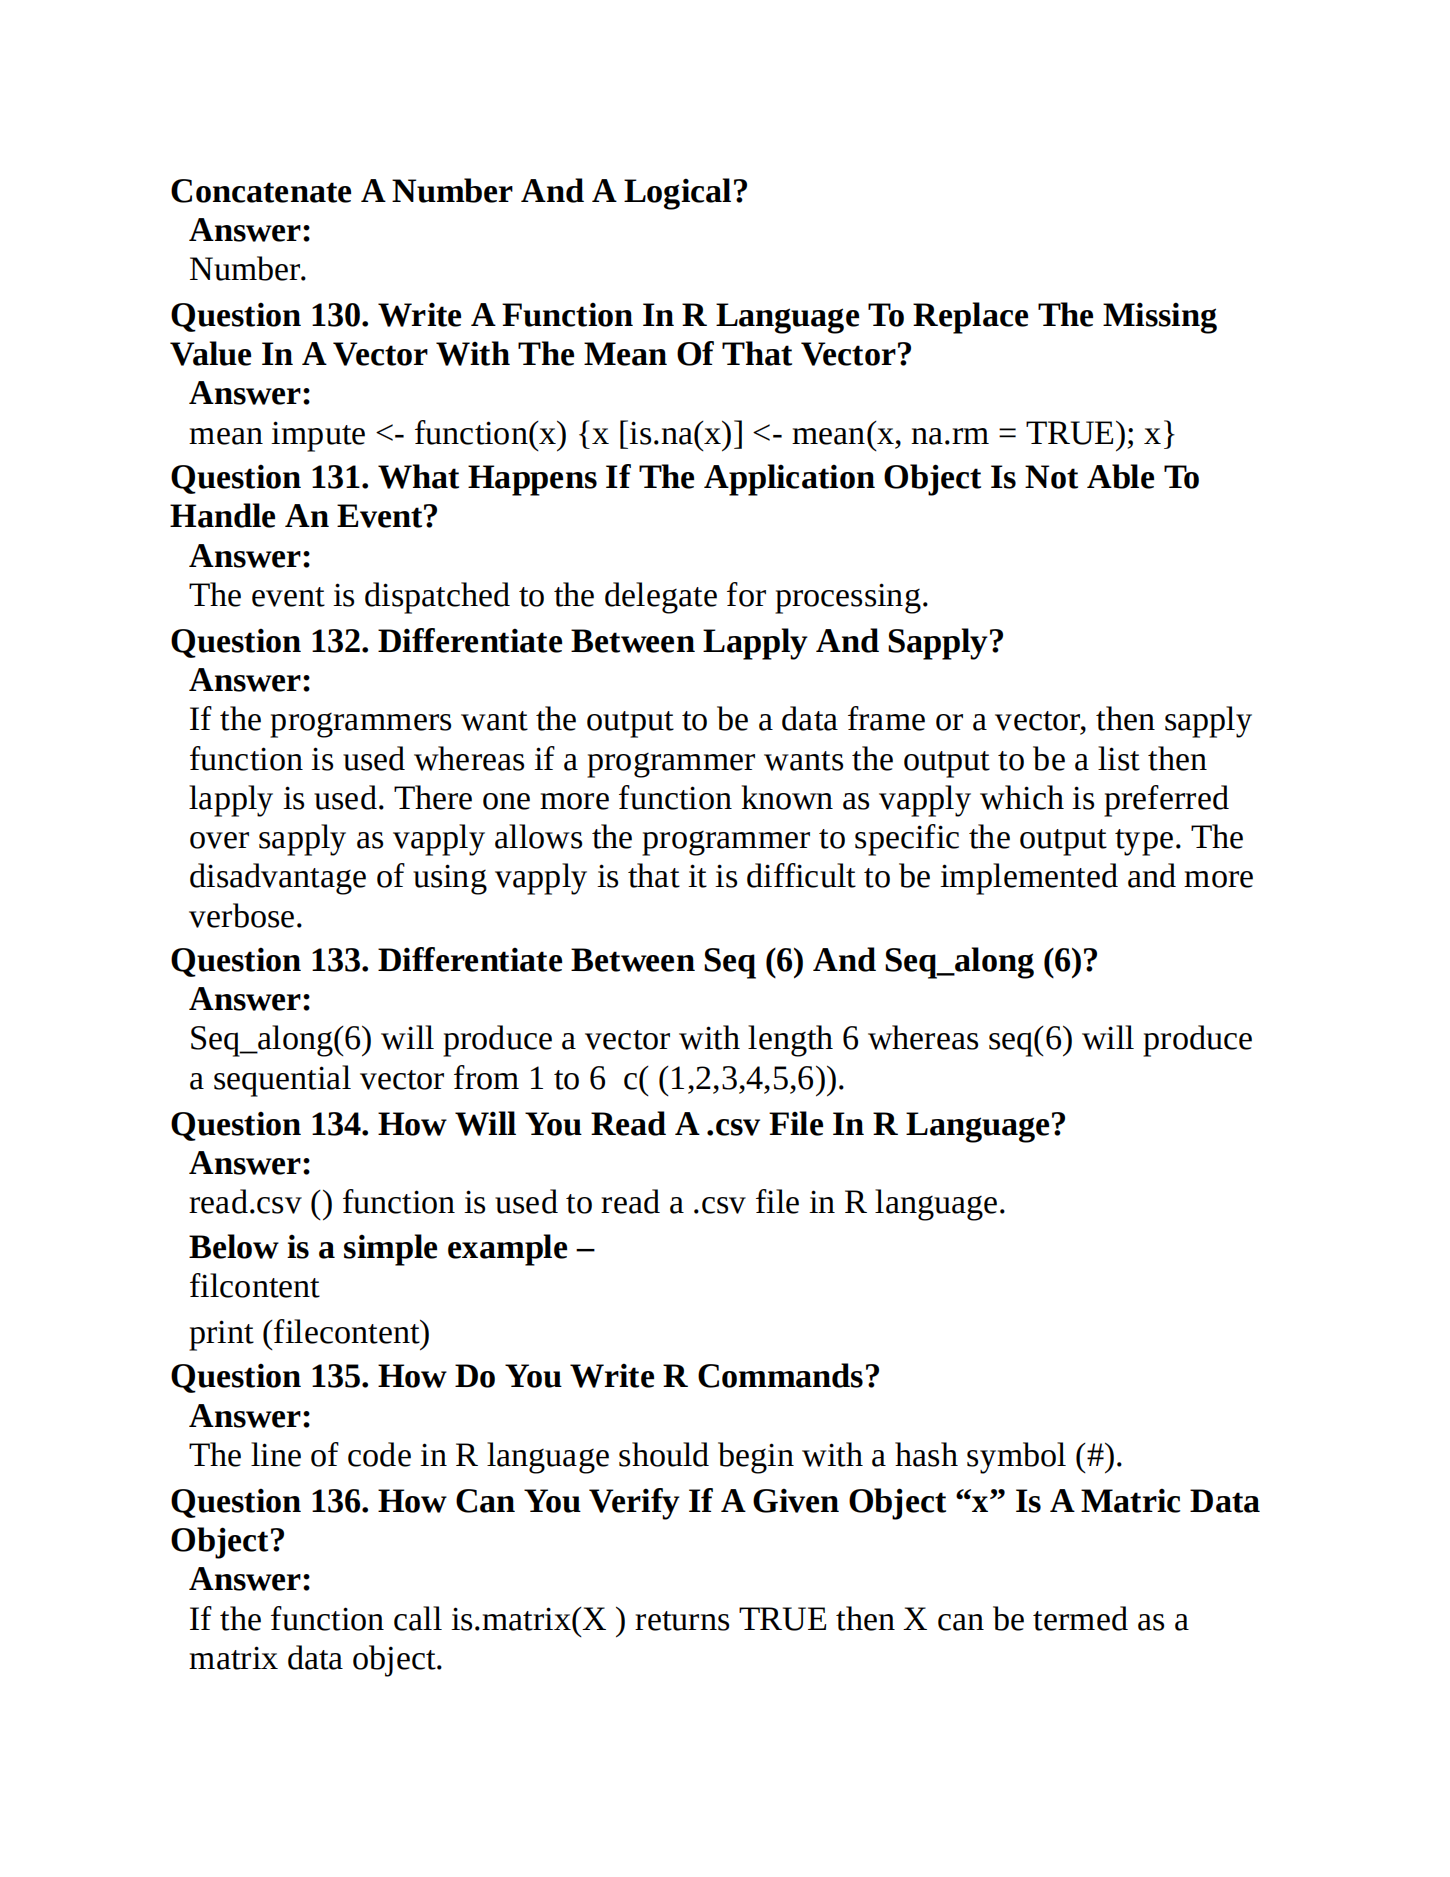 Concatenate A Number And A Logical?
Answer:
Number.
Question 130. Write A Function In R Language To Replace The Missing
Value In A Vector With The Mean Of That Vector?
Answer:
mean impute <- function(x) {x [is.na(x)] <- mean(x, na.rm = TRUE); x}
Question 131. What Happens If The Application Object Is Not Able To
Handle An Event?
Answer:
The event is dispatched to the delegate for processing.
Question 132. Differentiate Between Lapply And Sapply?
Answer:
If the programmers want the output to be a data frame or a vector, then sapply
function is used whereas if a programmer wants the output to be a list then
lapply is used. There one more function known as vapply which is preferred
over sapply as vapply allows the programmer to specific the output type. The
disadvantage of using vapply is that it is difficult to be implemented and more
verbose.
Question 133. Differentiate Between Seq (6) And Seq_along (6)?
Answer:
Seq_along(6) will produce a vector with length 6 whereas seq(6) will produce
a sequential vector from 1 to 6  c( (1,2,3,4,5,6)).
Question 134. How Will You Read A .csv File In R Language?
Answer:
read.csv () function is used to read a .csv file in R language.
Below is a simple example –
filcontent
print (filecontent)
Question 135. How Do You Write R Commands?
Answer:
The line of code in R language should begin with a hash symbol (#).
Question 136. How Can You Verify If A Given Object “x” Is A Matric Data
Object?
Answer:
If the function call is.matrix(X ) returns TRUE then X can be termed as a
matrix data object.